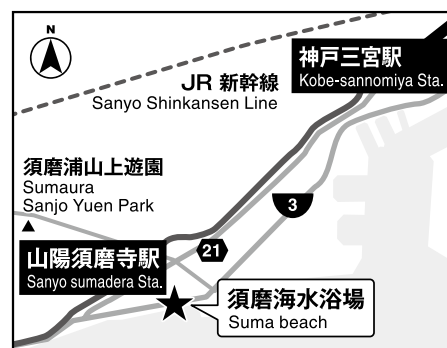 N
神戸三宮駅
Kobe-sannomiya Sta.
JR 新幹線
Sanyo Shinkansen Line
須磨浦山上遊園
Sumaura
Sanjo Yuen Park
3
21
山陽須磨寺駅
Sanyo sumadera Sta.
須磨海水浴場
Suma beach